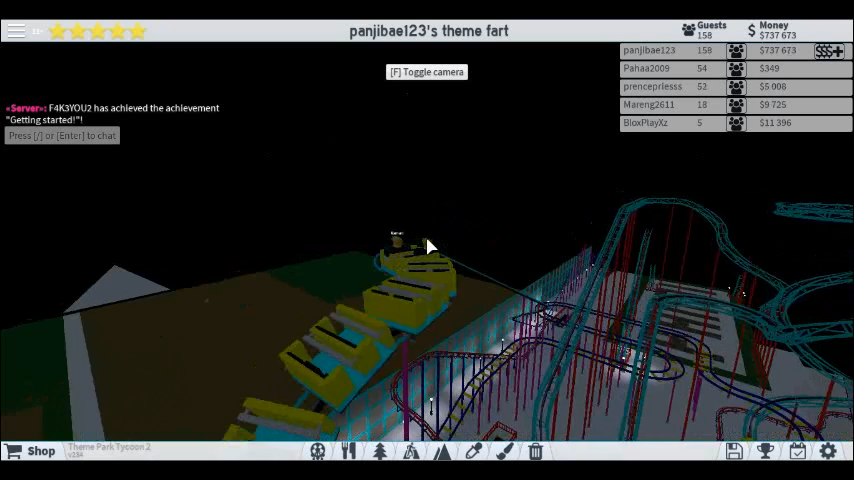 panjibae123's theme fart
Guests
158
Money
$737 673
panjibae123 158 $737 673 $$$+
Pahaa2009 54 $349
prencepriesss 52 $5 008
Mareng2611 18 $9 725
BloxPlayXz 5 $11 396
[F] Toggle camera
«Server»: F4K3YOU2 has achieved the achievement
"Getting started!"!
Press [/] or [Enter] to chat
Shop
Theme Park Tycoon 2
v234